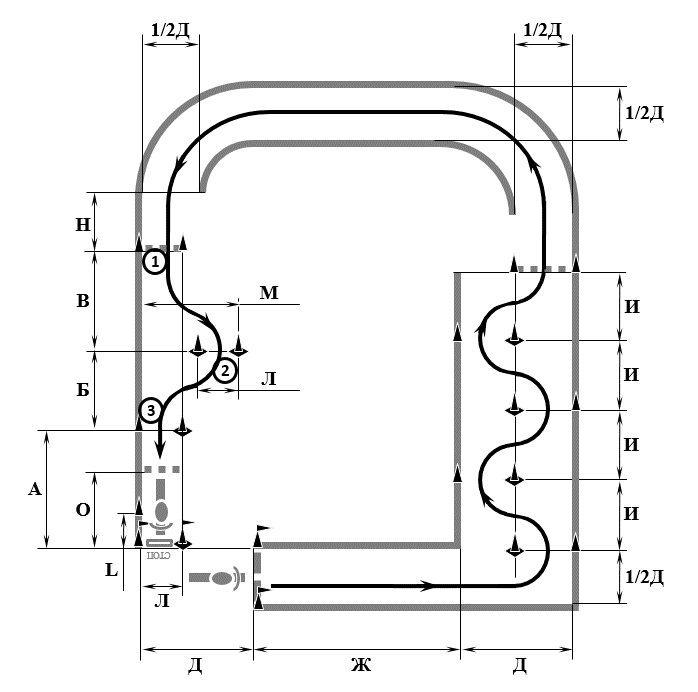 1/2Д
1/2Д
1/2Д
Н
1
М
В
И
2
Л
И
Б
3
И
А
О
И
СТОП
L
1/2Д
Л
Д
Ж
Д